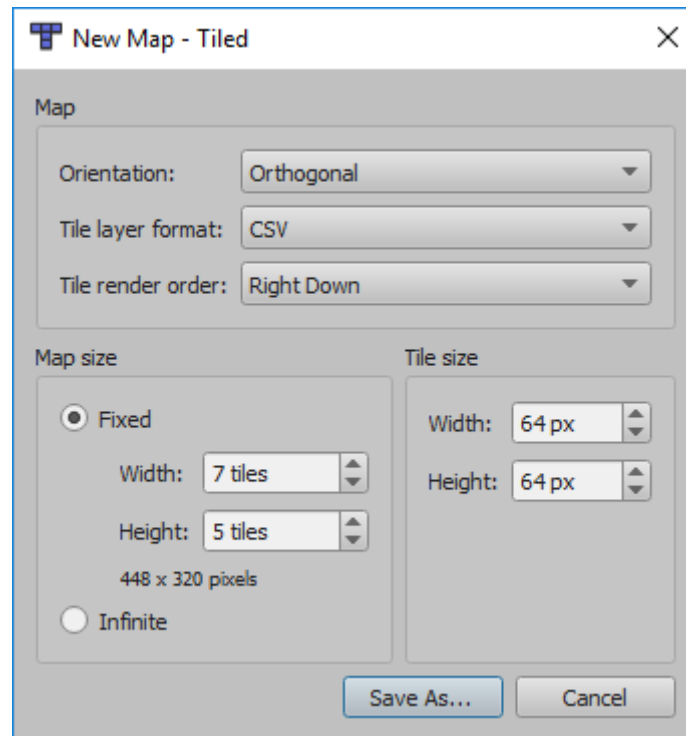 New Map - Tiled
Map
Orientation: Orthogonal
Tile layer format: CSV
Tile render order: Right Down
Map size
Fixed
Width: 7 tiles
Height: 5 tiles
448 x 320 pixels
Infinite
Tile size
Width: 64 px
Height: 64 px
Save As... Cancel